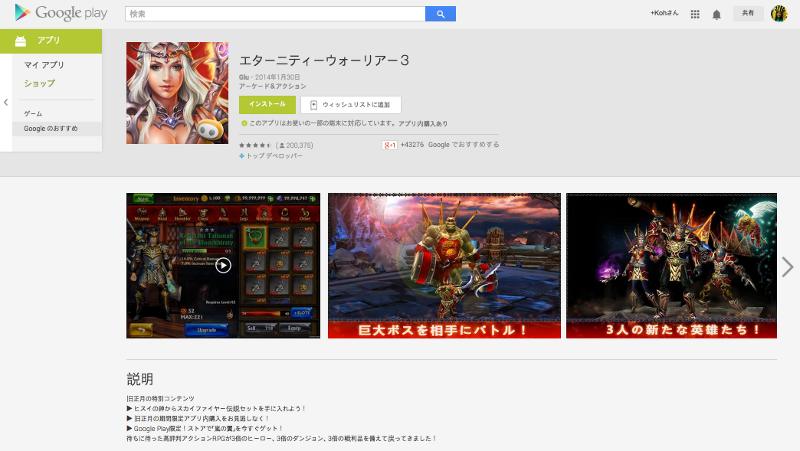 Google play
検索
+Kohさん
共有
アプリ
マイ アプリ
ショップ
ゲーム
Google のおすすめ
エターニティーウォーリアー3
Glu - 2014年1月30日
アーケード&アクション
インストール
ウィッシュリストに追加
このアプリはお使いの一部の端末に対応しています。アプリ内購入あり
(200,375)
+43276 Google でおすすめする
トップ デベロッパー
Inventory
Upgrade
Sell
Equip
巨大ボスを相手にバトル!
3人の新たな英雄たち!
説明
旧正月の特別コンテンツ
▶ ヒスイの砕からスカイファイヤー伝説セットを手に入れよう!
▶ 旧正月の期間限定アプリ内購入をお見逃しなく!
▶ Google Play限定!ストアで「嵐の翼」を今すぐゲット!
待ちに待った高評判アクションRPGが3倍のヒーロー、3倍のダンジョン、3倍の戦利品を備えて戻ってきました!